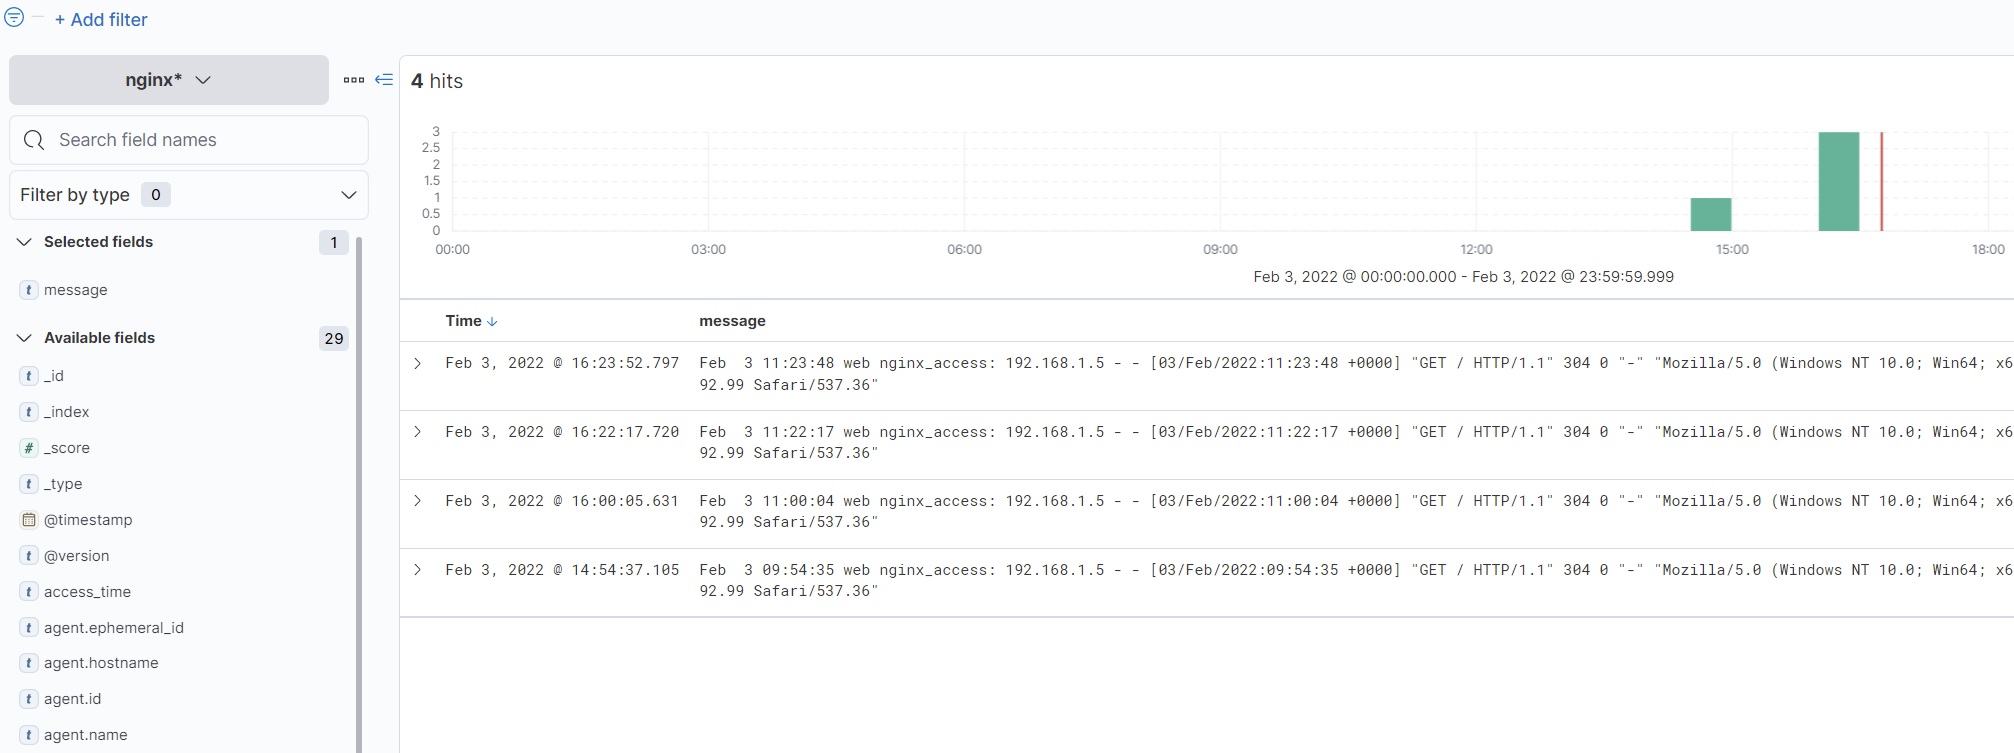 + Add filter
nginx*
Search field names
Filter by type 0
Selected fields 1
t message
Available fields 29
t _id
t _index
# _score
t _type
@timestamp
t @version
t access_time
t agent.ephemeral_id
t agent.hostname
t agent.id
t agent.name
4 hits
3
2.5
2
1.5
1
0.5
0
00:00 03:00 06:00 09:00 12:00 15:00 18:00
Feb 3, 2022 @ 00:00:00.000 - Feb 3, 2022 @ 23:59:59.999
Time message
Feb 3, 2022 @ 16:23:52.797 Feb  3 11:23:48 web nginx_access: 192.168.1.5 - - [03/Feb/2022:11:23:48 +0000] "GET / HTTP/1.1" 304 0 "-" "Mozilla/5.0 (Windows NT 10.0; Win64; x6
92.99 Safari/537.36"
Feb 3, 2022 @ 16:22:17.720 Feb  3 11:22:17 web nginx_access: 192.168.1.5 - - [03/Feb/2022:11:22:17 +0000] "GET / HTTP/1.1" 304 0 "-" "Mozilla/5.0 (Windows NT 10.0; Win64; x6
92.99 Safari/537.36"
Feb 3, 2022 @ 16:00:05.631 Feb  3 11:00:04 web nginx_access: 192.168.1.5 - - [03/Feb/2022:11:00:04 +0000] "GET / HTTP/1.1" 304 0 "-" "Mozilla/5.0 (Windows NT 10.0; Win64; x6
92.99 Safari/537.36"
Feb 3, 2022 @ 14:54:37.105 Feb  3 09:54:35 web nginx_access: 192.168.1.5 - - [03/Feb/2022:09:54:35 +0000] "GET / HTTP/1.1" 304 0 "-" "Mozilla/5.0 (Windows NT 10.0; Win64; x6
92.99 Safari/537.36"